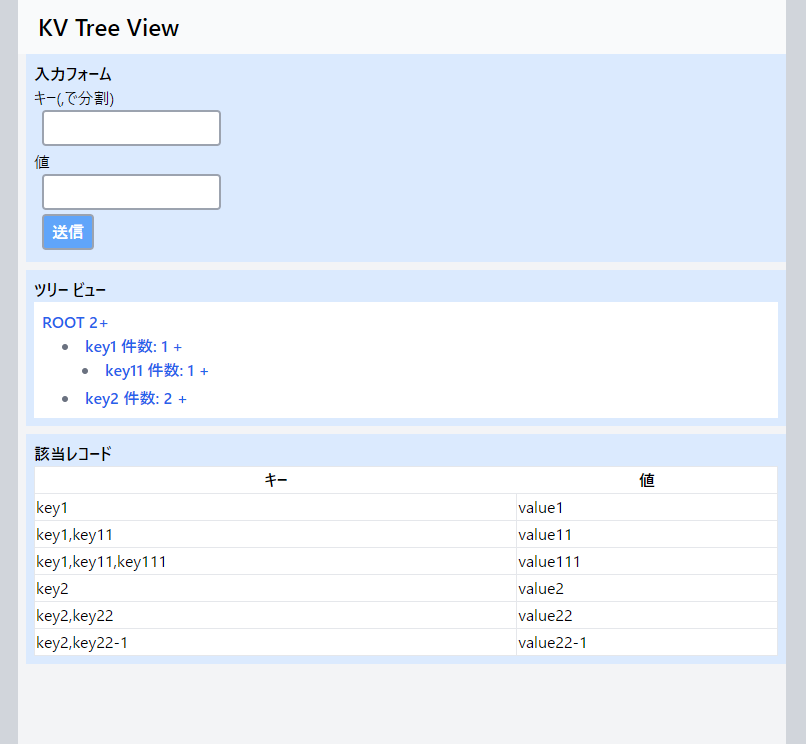 KV Tree View
入力フォーム
キー(,で分割)
値
送信
ツリー ビュー
ROOT 2+
key1 件数: 1 +
key11 件数: 1 +
key2 件数: 2 +
該当レコード
キー 値
key1 value1
key1,key11 value11
key1,key11,key111 value111
key2 value2
key2,key22 value22
key2,key22-1 value22-1